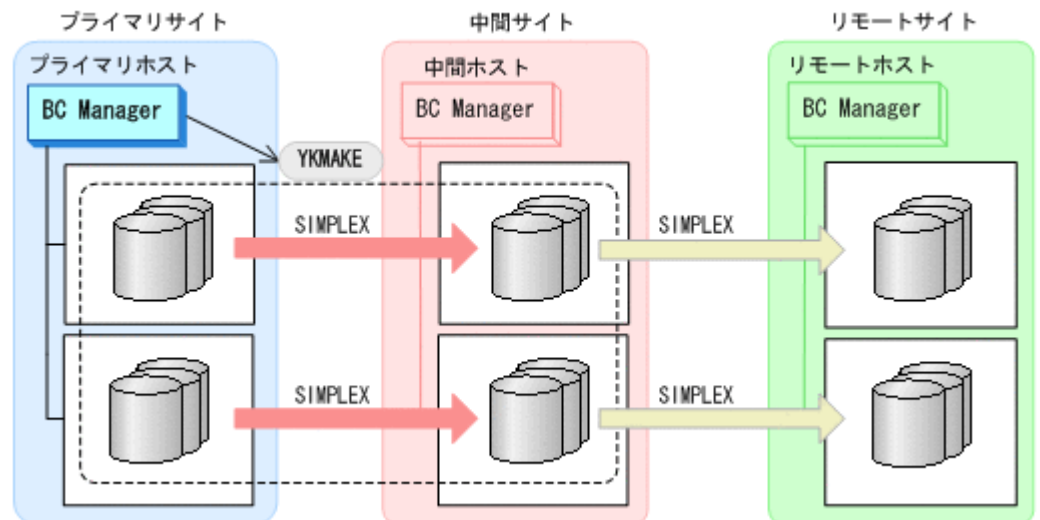 プライマリサイト
中間サイト
リモートサイト
プライマリホスト
中間ホスト
リモートホスト
BC Manager
BC Manager
BC Manager
YKMAKE
SIMPLEX
SIMPLEX
SIMPLEX
SIMPLEX